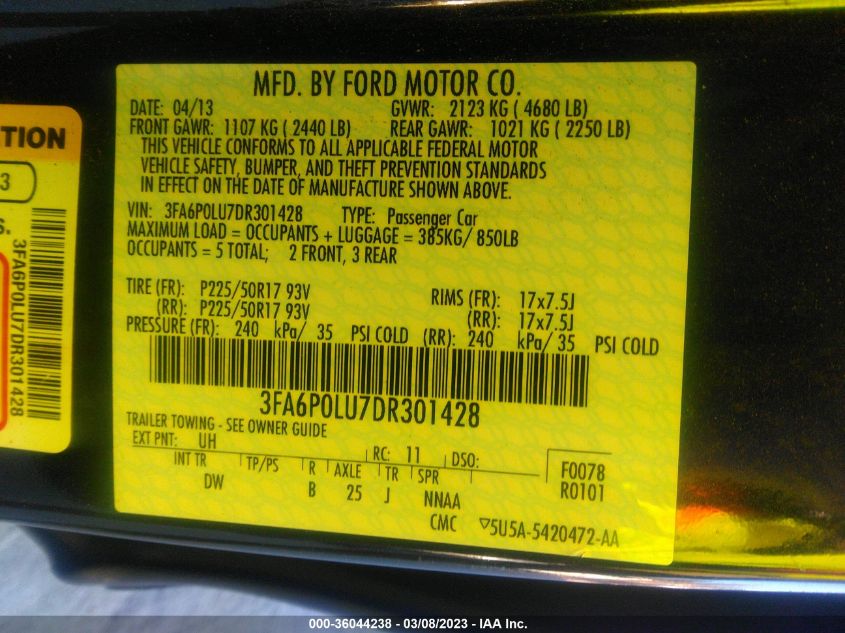 MFD. BY FORD MOTOR CO.
DATE: 04/13 GVWR: 2123 KG ( 4680 LB)
FRONT GAWR: 1107 KG ( 2440 LB) REAR GAWR: 1021 KG ( 2250 LB)
THIS VEHICLE CONFORMS TO ALL APPLICABLE FEDERAL MOTOR
VEHICLE SAFETY, BUMPER, AND THEFT PREVENTION STANDARDS
IN EFFECT ON THE DATE OF MANUFACTURE SHOWN ABOVE.
VIN: 3FA6P0LU7DR301428 TYPE: Passenger Car
MAXIMUM LOAD = OCCUPANTS + LUGGAGE = 385KG/ 850LB
OCCUPANTS = 5 TOTAL; 2 FRONT, 3 REAR
TIRE (FR): P225/50R17 93V RIMS (FR): 17x7.5J
(RR): P225/50R17 93V (RR): 17x7.5J
PRESSURE (FR): 240 kPa/ 35 PSI COLD (RR): 240 kPa/ 35 PSI COLD
3FA6P0LU7DR301428
TRAILER TOWING - SEE OWNER GUIDE
EXT PNT: UH RC: 11 DSO: F0078
R0101
INT TR TP/PS R AXLE TR SPR
DW B 25 J NNAA
CMC ▽5U5A-5420472-AA
TION
3
S.
3FA6P0LU7DR301428
000-36044238 - 03/08/2023 - IAA Inc.